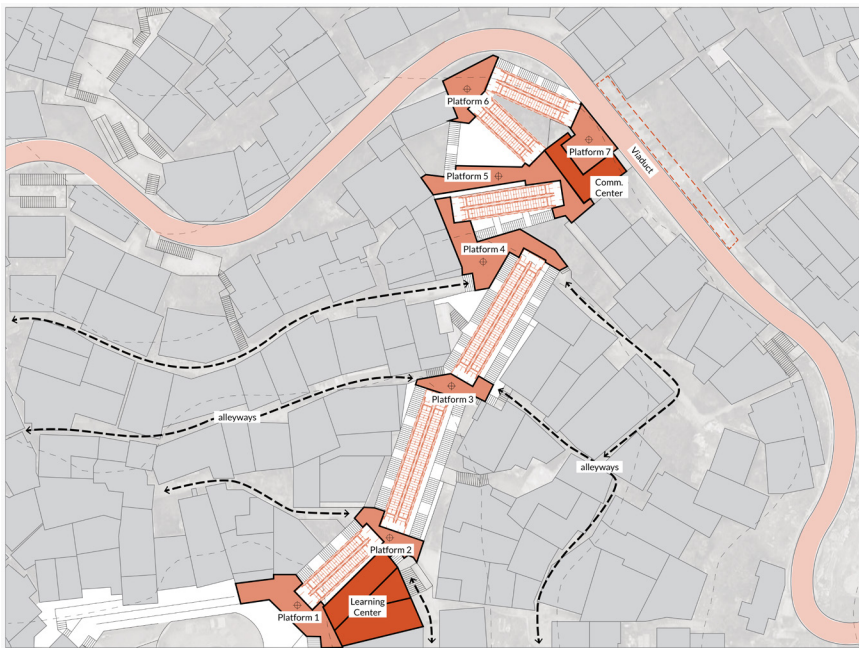 Platform 6
Platform 7
Viaduct
Platform 5
Comm.
Center
Platform 4
Platform 3
alleyways
alleyways
Platform 2
Learning
Center
Platform 1